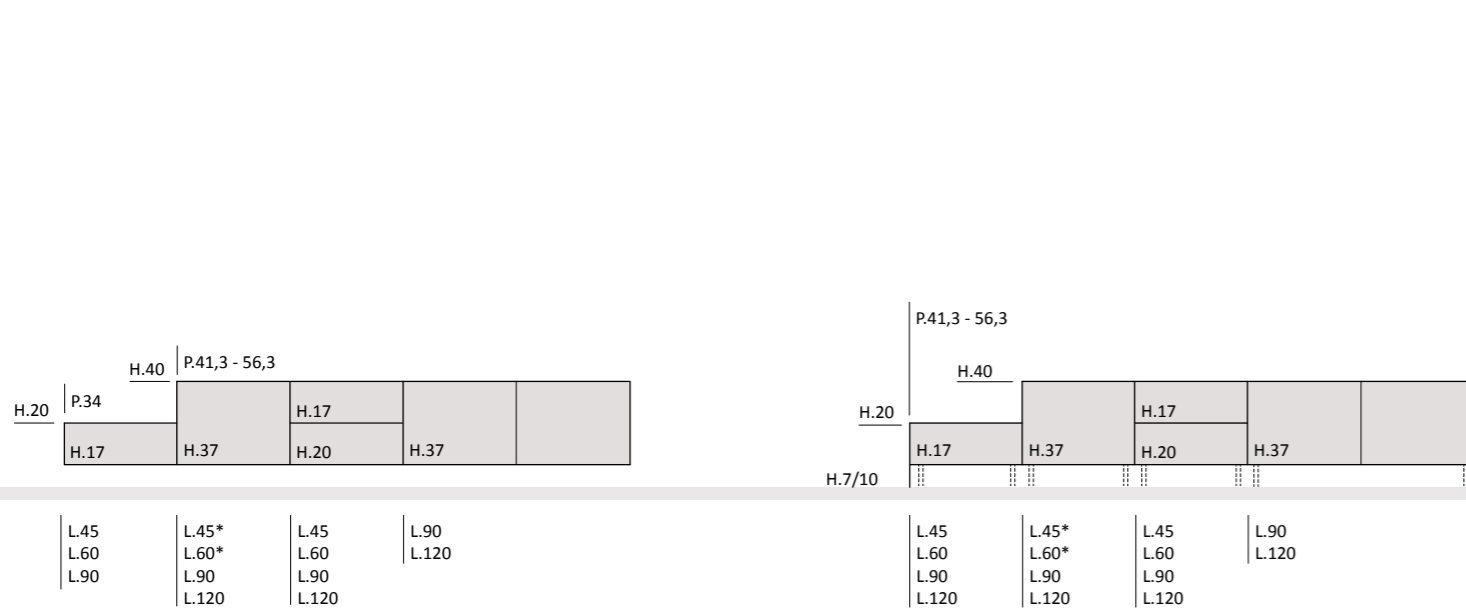 P.41,3 - 56,3
H.40
P.41,3 - 56,3
P.34
H.20
H.17
H.17
H.37
H.20
H.37
H.40
H.20
H.17
H.17
H.37
H.20
H.37
H.7/10
L.45
L.60
L.90
L.45*
L.60*
L.90
L.120
L.45
L.60
L.90
L.120
L.90
L.120
L.45
L.60
L.90
L.120
L.45*
L.60*
L.90
L.120
L.45
L.60
L.90
L.120
L.90
L.120